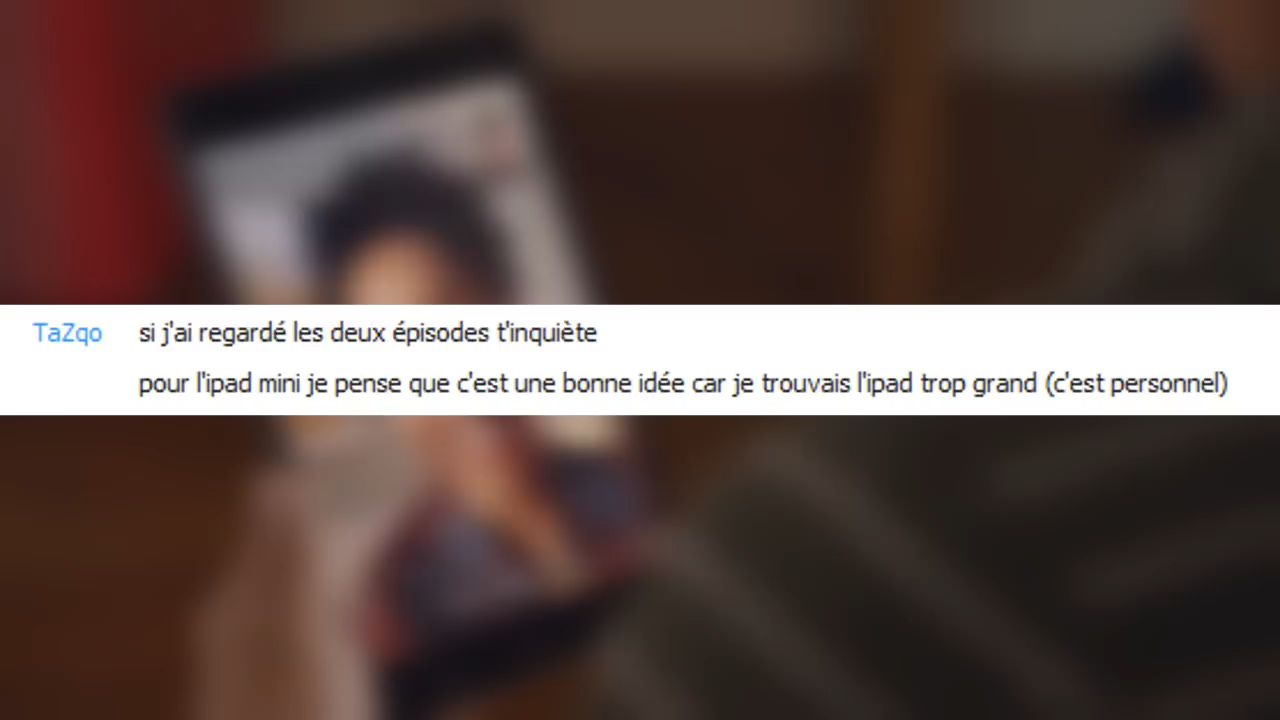 TaZqo si j'ai regardé les deux épisodes t'inquiète
pour l'ipad mini je pense que c'est une bonne idée car je trouvais l'ipad trop grand (c'est personnel)